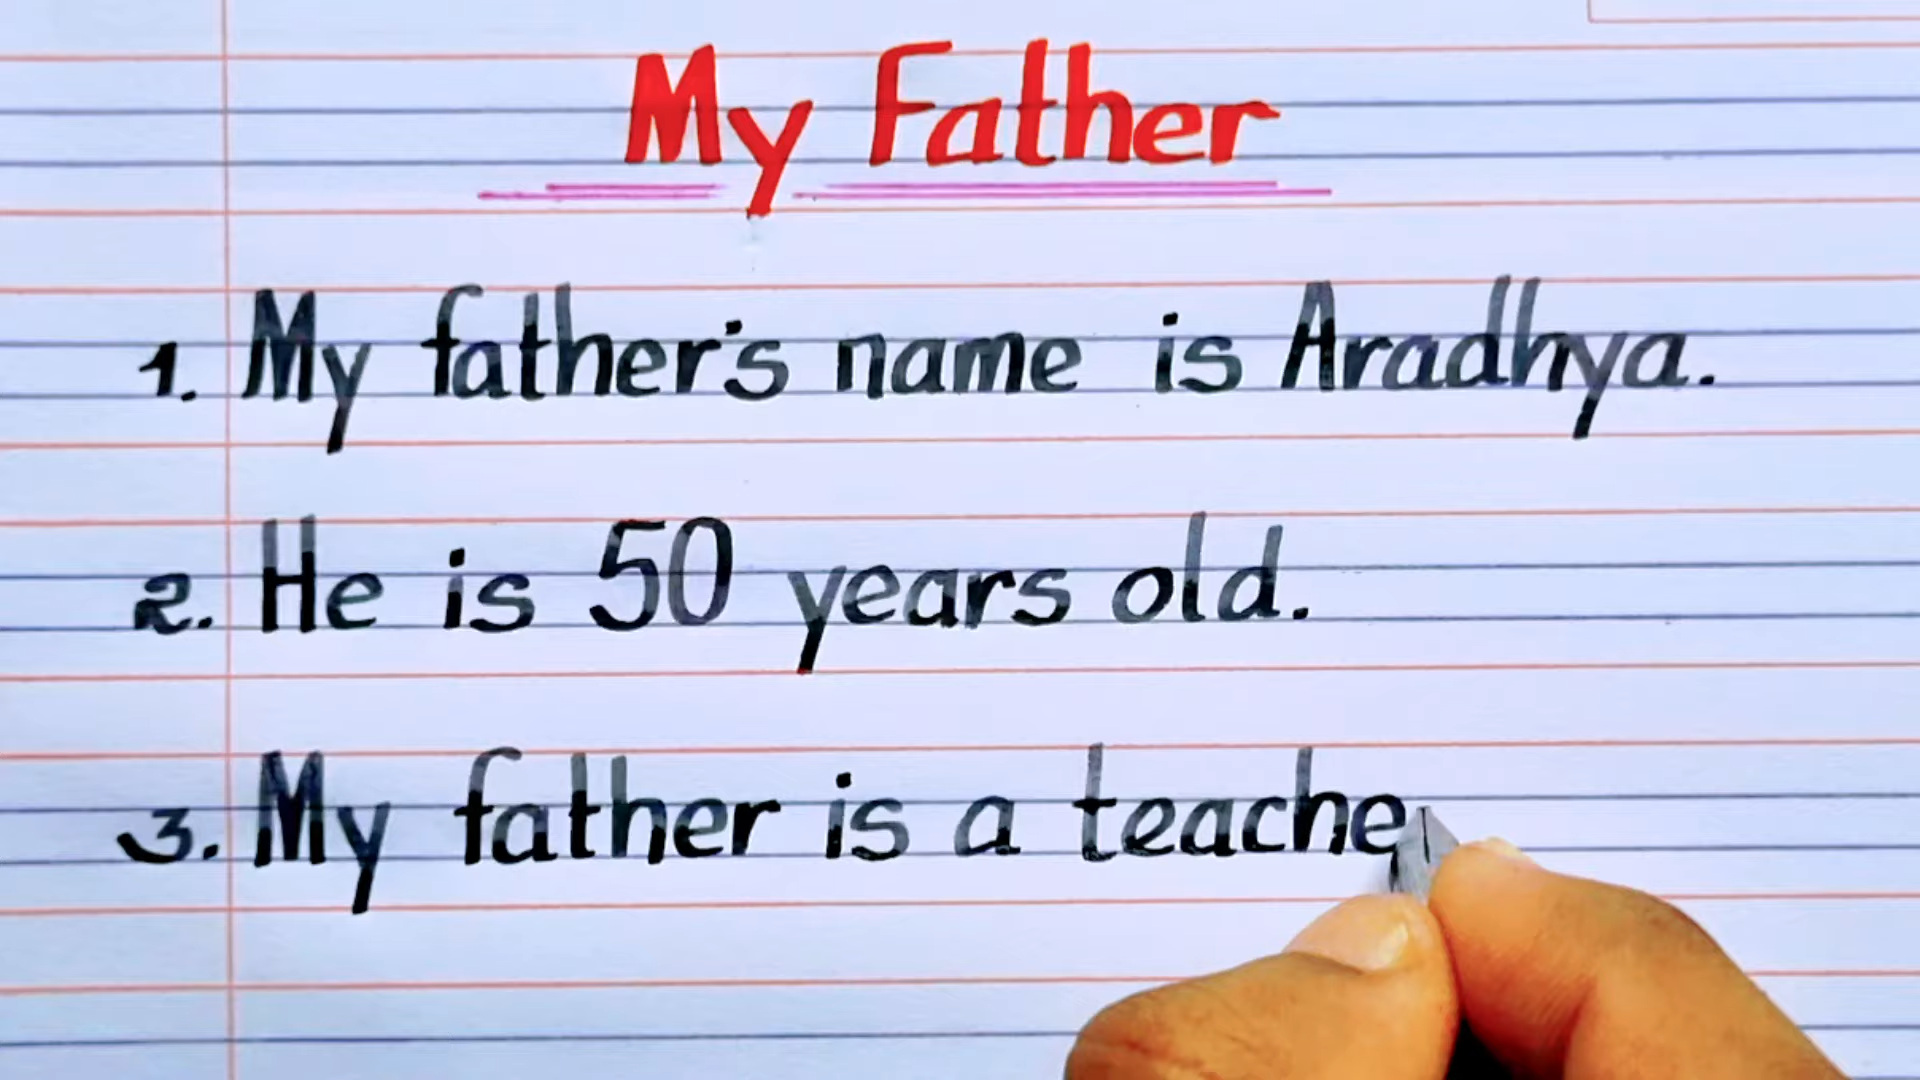 My Father
1. My father's name is Aradhya.
2. He is 50 years old.
3. My father is a teache